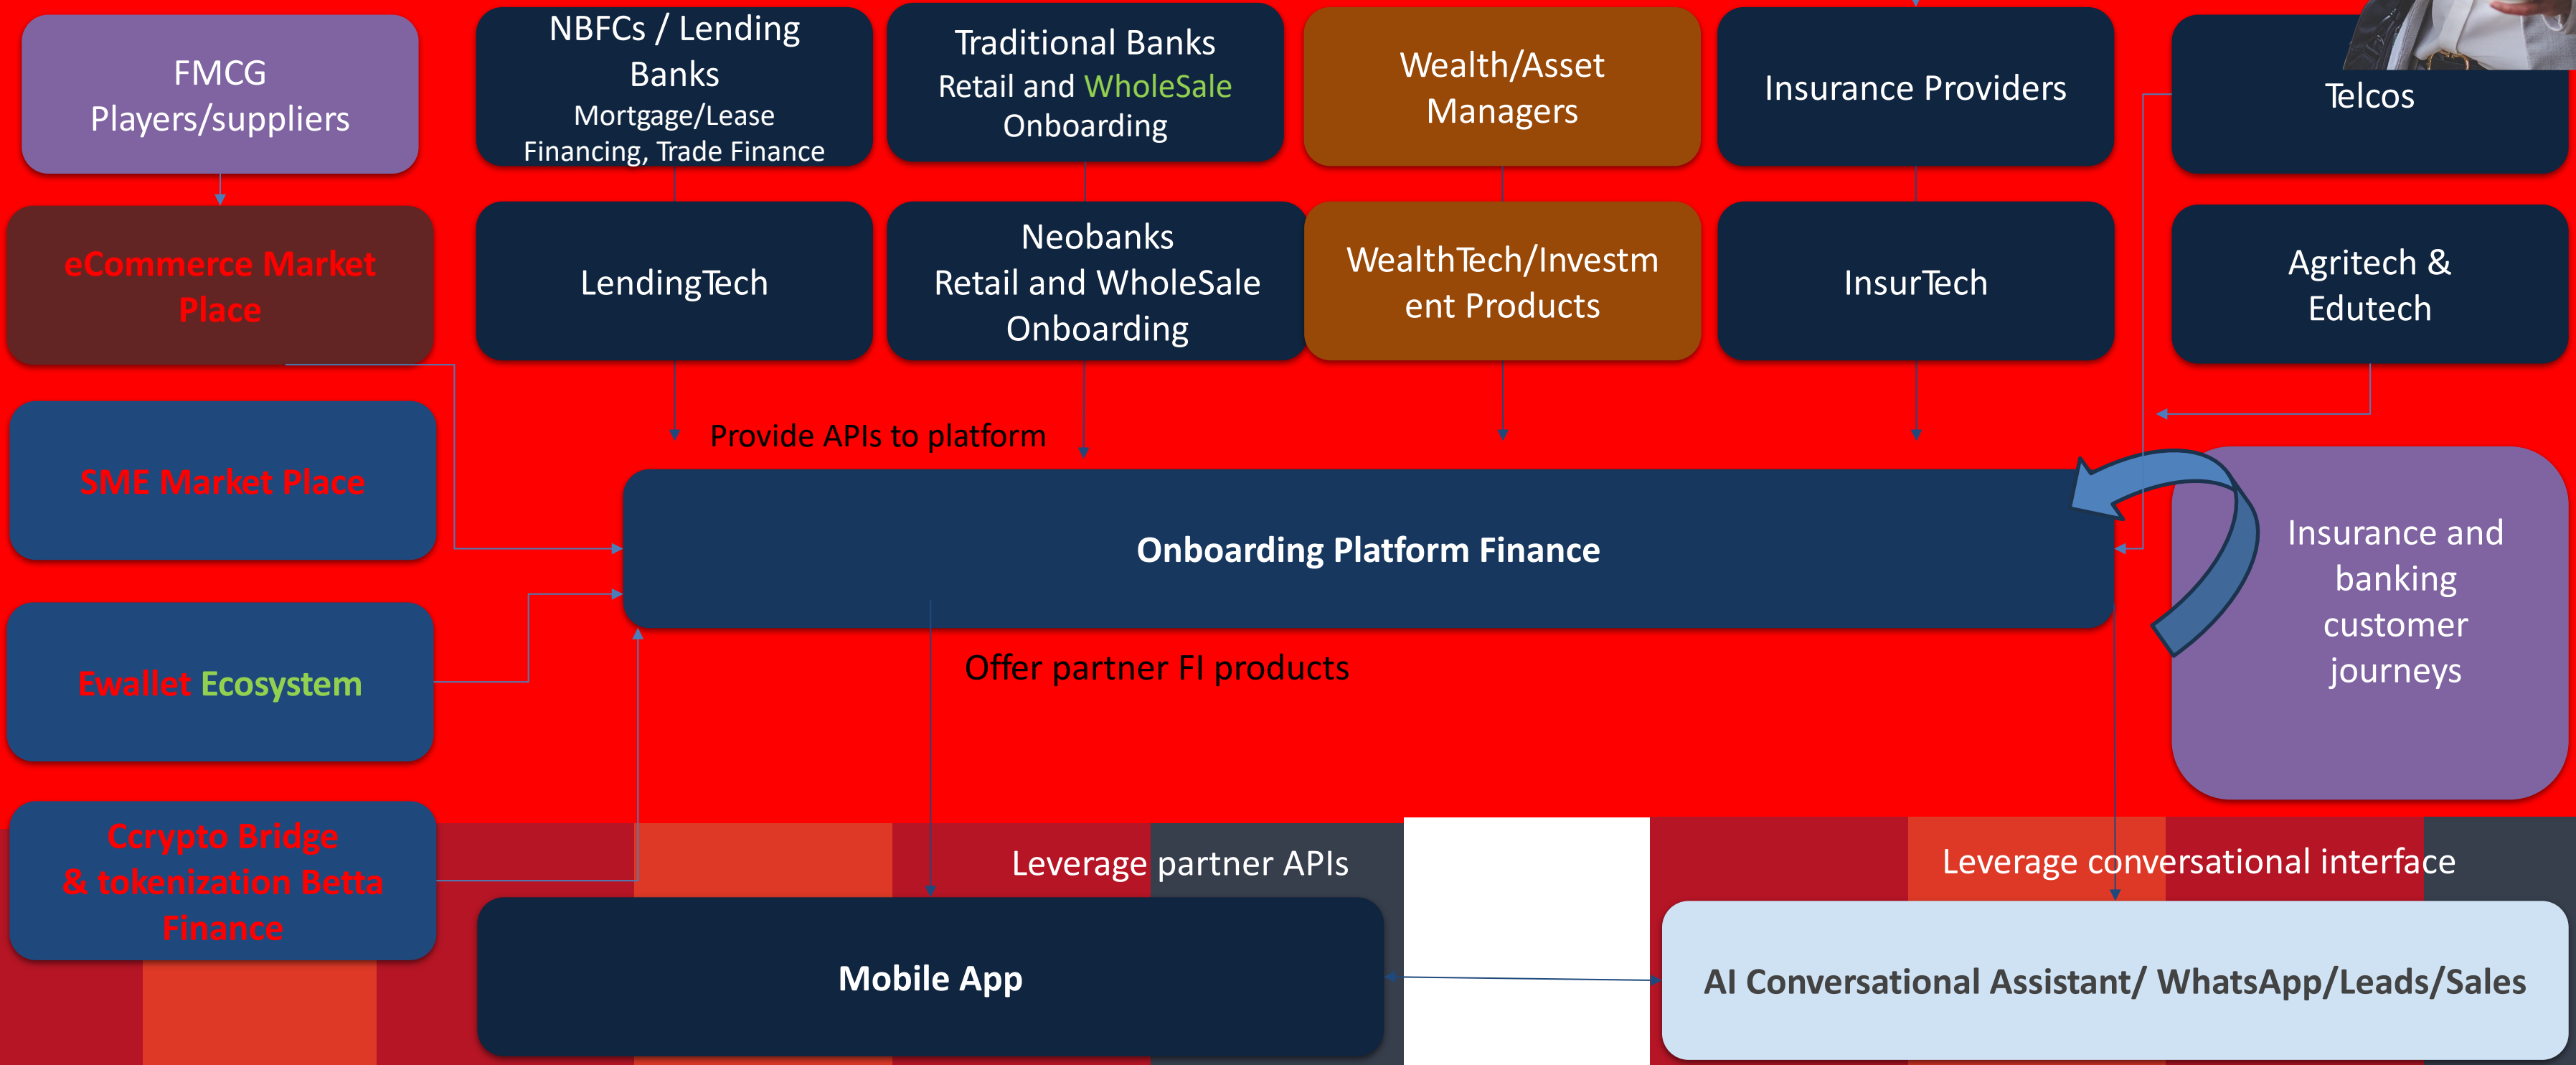 FMCG
Players/suppliers
NBFCs / Lending
Banks
Mortgage/Lease
Financing, Trade Finance
Traditional Banks
Retail and WholeSale
Onboarding
Wealth/Asset
Managers
Insurance Providers
Telcos
eCommerce Market
Place
LendingTech
Neobanks
Retail and WholeSale
Onboarding
WealthTech/Investm
ent Products
InsurTech
Agritech &
Edutech
Provide APIs to platform
SME Market Place
Onboarding Platform Finance
Insurance and
banking
customer
journeys
Ewallet Ecosystem
Offer partner FI products
Ccrypto Bridge
& tokenization Betta
Finance
Leverage partner APIs
Leverage conversational interface
Mobile App
AI Conversational Assistant/ WhatsApp/Leads/Sales